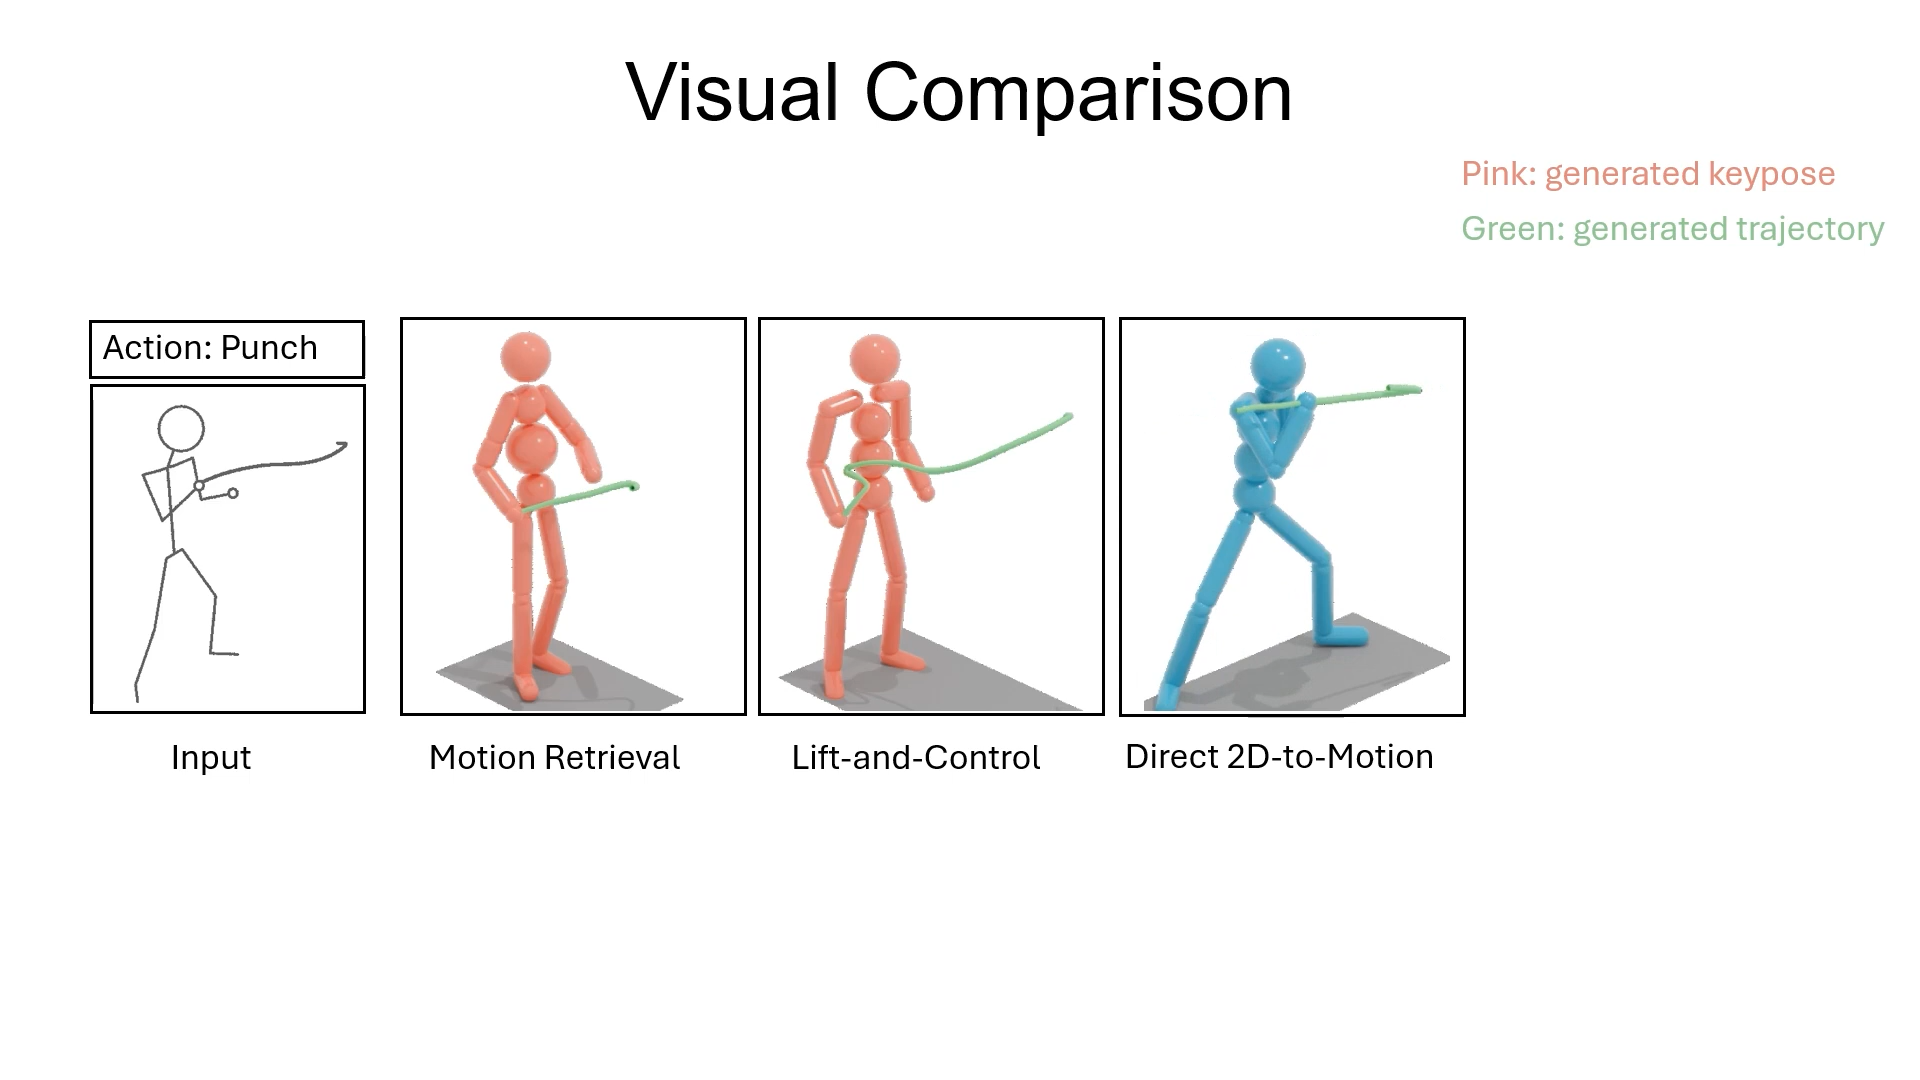 Visual Comparison
Pink: generated keypose
Green: generated trajectory
Action: Punch
Input
Motion Retrieval
Lift-and-Control
Direct 2D-to-Motion